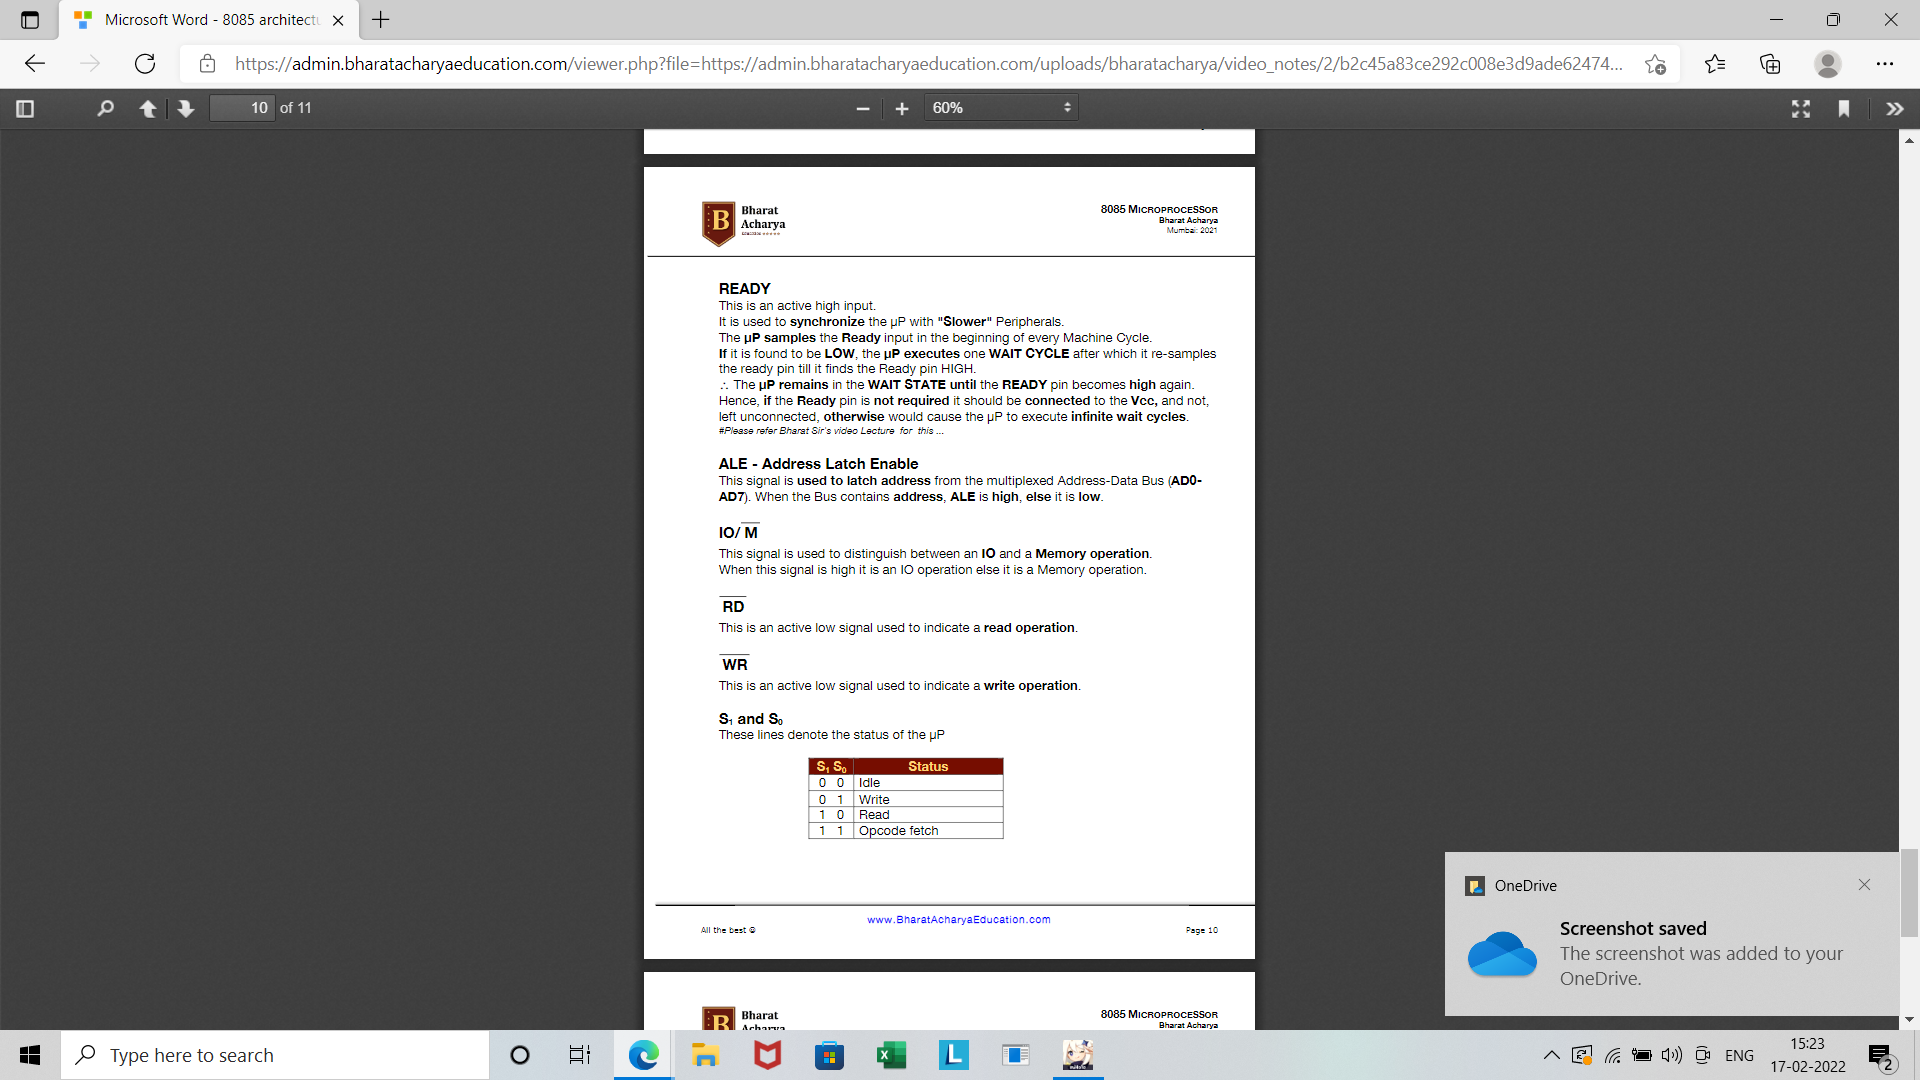 Microsoft Word - 8085 architectu
https://admin.bharatacharyaeducation.com/viewer.php?file=https://admin.bharatacharyaeducation.com/uploads/bharatacharya/video_notes/2/b2c45a83ce292c008e3d9ade62474...
10 of 11
60%
Bharat
Acharya
8085 MICROPROCESSOR
Bharat Acharya
Mumbai: 2021
READY
This is an active high input.
It is used to synchronize the µP with "Slower" Peripherals.
The µP samples the Ready input in the beginning of every Machine Cycle.
If it is found to be LOW, the µP executes one WAIT CYCLE after which it re-samples
the ready pin till it finds the Ready pin HIGH.
∴ The µP remains in the WAIT STATE until the READY pin becomes high again.
Hence, if the Ready pin is not required it should be connected to the Vcc, and not,
left unconnected, otherwise would cause the µP to execute infinite wait cycles.
#Please refer Bharat Sir's video Lecture for this ...
ALE - Address Latch Enable
This signal is used to latch address from the multiplexed Address-Data Bus (AD0-
AD7). When the Bus contains address, ALE is high, else it is low.
IO/ M̅
This signal is used to distinguish between an IO and a Memory operation.
When this signal is high it is an IO operation else it is a Memory operation.
R̅D̅
This is an active low signal used to indicate a read operation.
W̅R̅
This is an active low signal used to indicate a write operation.
S₁ and S₀
These lines denote the status of the µP
S₁ S₀ Status
0 0 Idle
0 1 Write
1 0 Read
1 1 Opcode fetch
www.BharatAcharyaEducation.com
All the best ☺
Page 10
Bharat
Acharya
8085 MICROPROCESSOR
Bharat Acharya
OneDrive
Screenshot saved
The screenshot was added to your
OneDrive.
Type here to search
ENG
15:23
17-02-2022
2